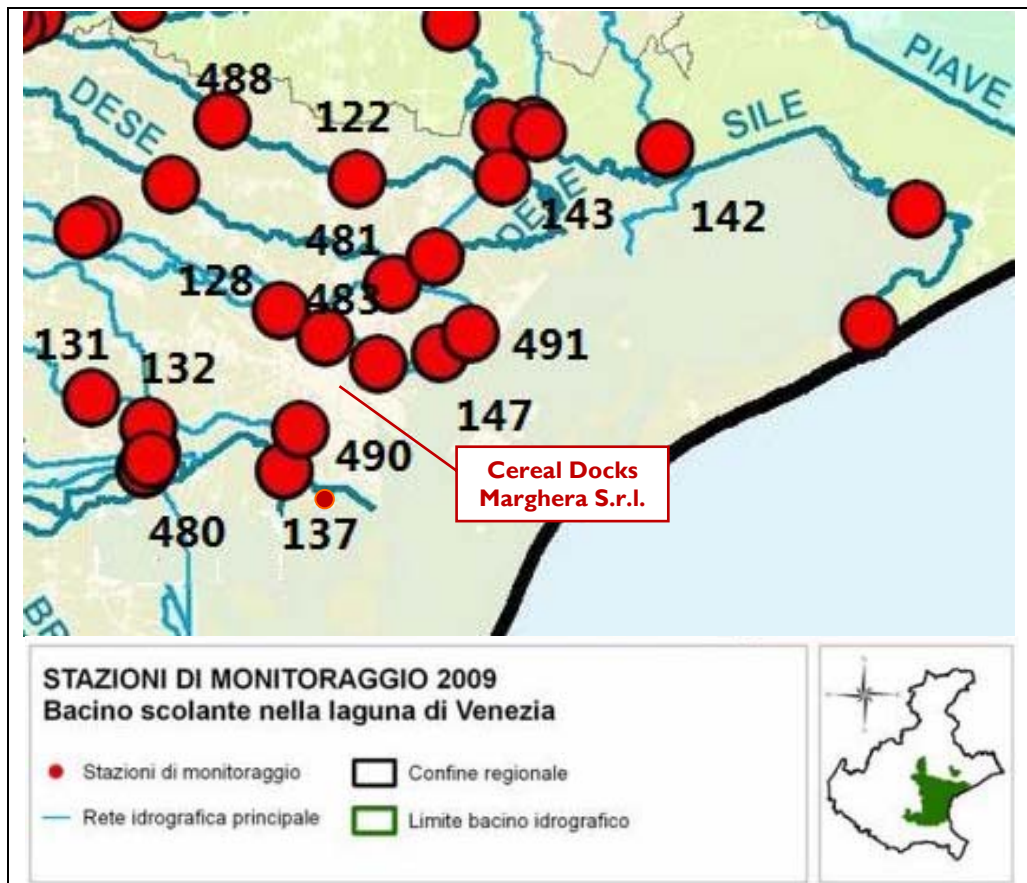 PIAVE
488
DESE
122
SILE
DESE
143
142
481
128
483
131
132
491
147
490
Cereal Docks
Marghera S.r.l.
480
137
BR
STAZIONI DI MONITORAGGIO 2009
Bacino scolante nella laguna di Venezia
Stazioni di monitoraggio
Confine regionale
Rete idrografica principale
Limite bacino idrografico